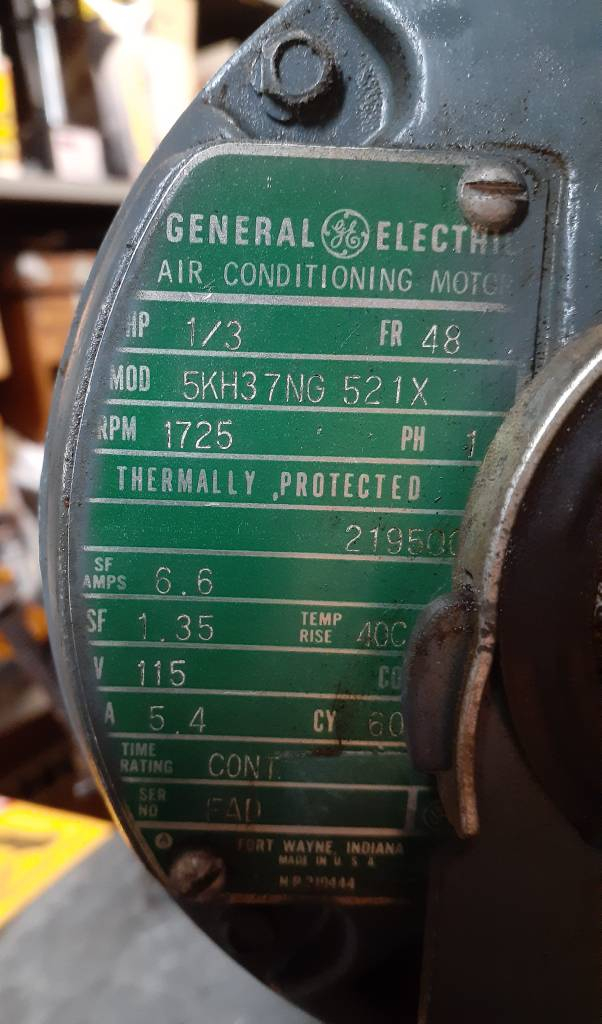 GENERAL GE ELECTRIC
AIR CONDITIONING MOTOR
HP 1/3 FR 48
MOD 5KH37NG 521X
RPM 1725 PH 1
THERMALLY PROTECTED
SF AMPS 6.6
SF 1.35 TEMP RISE 40C
V 115
A 5.4 CY 60
TIME RATING CONT.
SER NO
FORT WAYNE, INDIANA
MADE IN U.S.A.